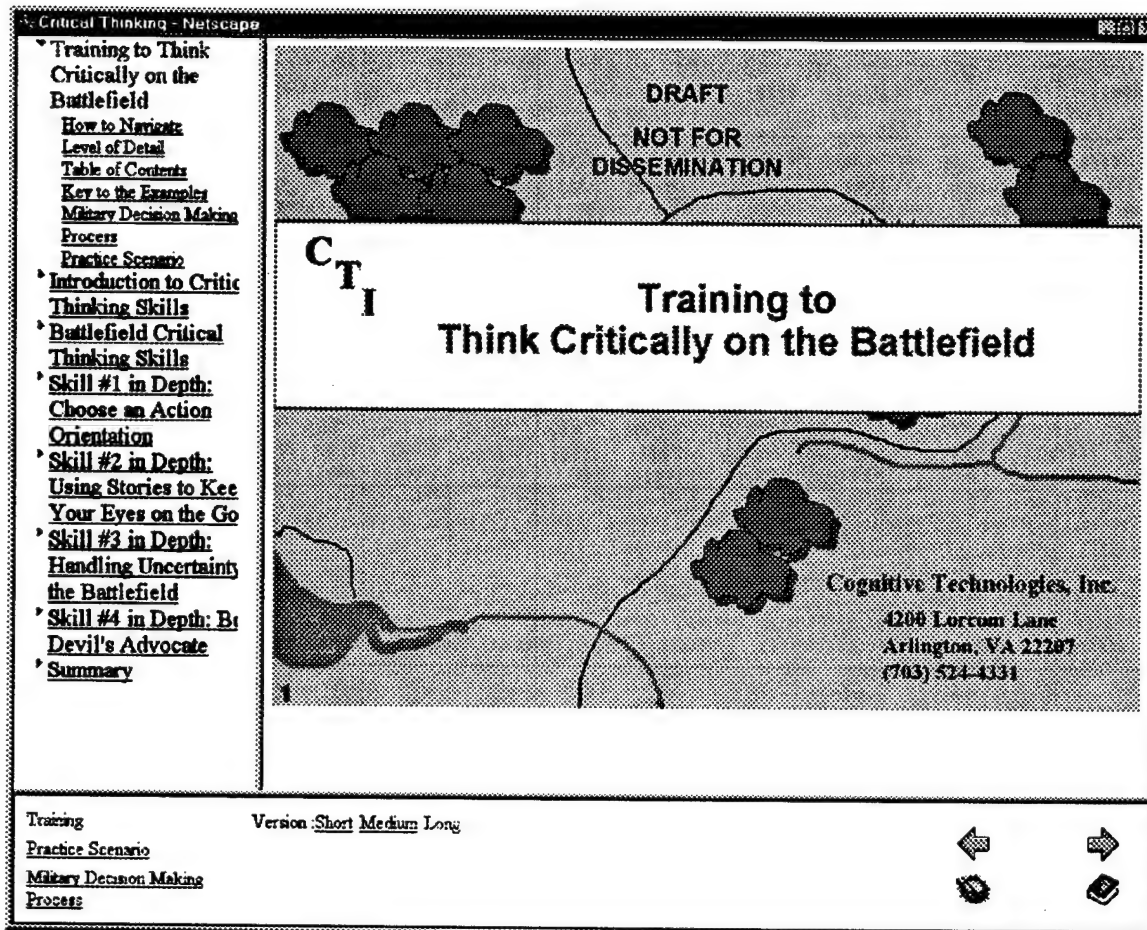 Critical Thinking - Netscape
Training to Think
Critically on the
Battlefield
How to Navigate
Level of Detail
Table of Contents
Key to the Examples
Military Decision Making
Process
Practice Scenario
Introduction to Critic
Thinking Skills
Battlefield Critical
Thinking Skills
Skill #1 in Depth:
Choose an Action
Orientation
Skill #2 in Depth:
Using Stories to Kee
Your Eyes on the Go
Skill #3 in Depth:
Handling Uncertainty
the Battlefield
Skill #4 in Depth: Be
Devil's Advocate
Summary
DRAFT
NOT FOR
DISSEMINATION
CTI
Training to
Think Critically on the Battlefield
Cognitive Technologies, Inc.
4200 Lorcom Lane
Arlington, VA 22207
(703) 524-4331
1
Training
Practice Scenario
Military Decision Making
Process
Version :Short Medium Long